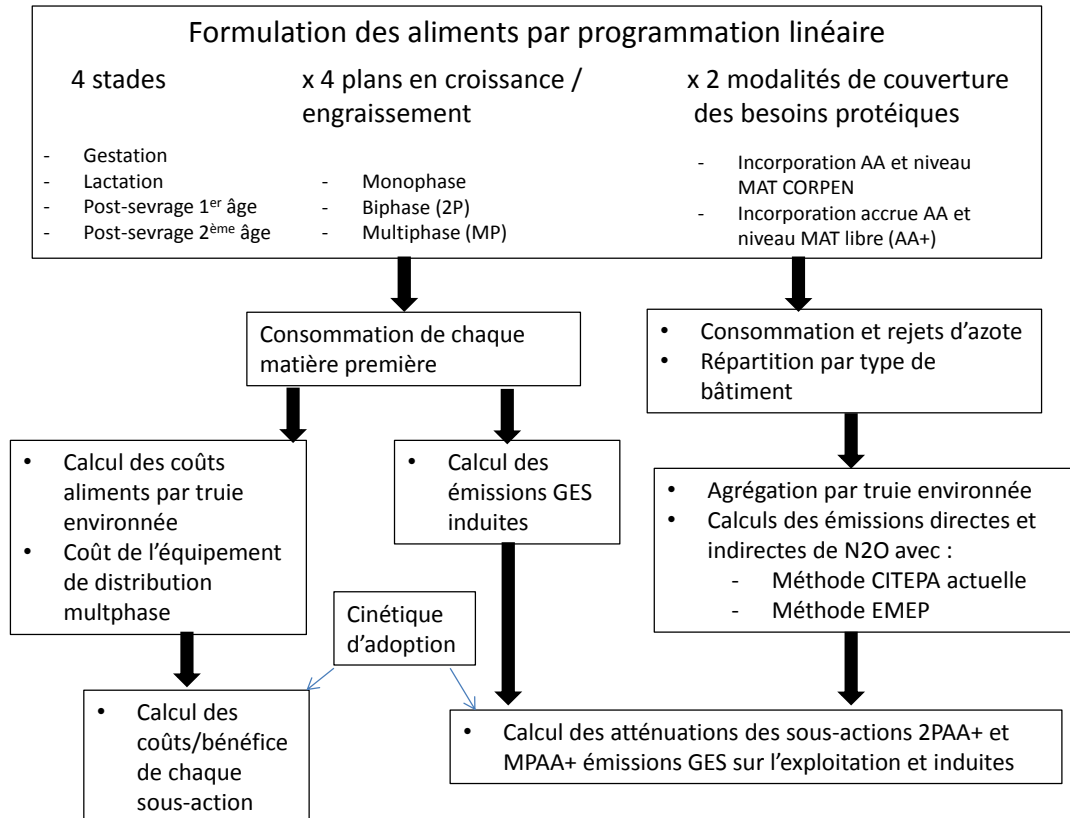 Formulation des aliments par programmation linéaire
4 stades
- Gestation
- Lactation
- Post-sevrage 1er âge
- Post-sevrage 2ème âge
x 4 plans en croissance /
engraissement
- Monophase
- Biphase (2P)
- Multiphase (MP)
x 2 modalités de couverture
des besoins protéiques
- Incorporation AA et niveau
MAT CORPEN
- Incorporation accrue AA et
niveau MAT libre (AA+)
Consommation de chaque
matière première
• Consommation et rejets d’azote
• Répartition par type de
bâtiment
• Calcul des coûts
aliments par truie
environnée
• Coût de l’équipement
de distribution
multphase
• Calcul des
émissions GES
induites
• Agrégation par truie environnée
• Calculs des émissions directes et
indirectes de N2O avec :
- Méthode CITEPA actuelle
- Méthode EMEP
Cinétique
d’adoption
• Calcul des
coûts/bénéfice
de chaque
sous-action
• Calcul des atténuations des sous-actions 2PAA+ et
MPAA+ émissions GES sur l’exploitation et induites